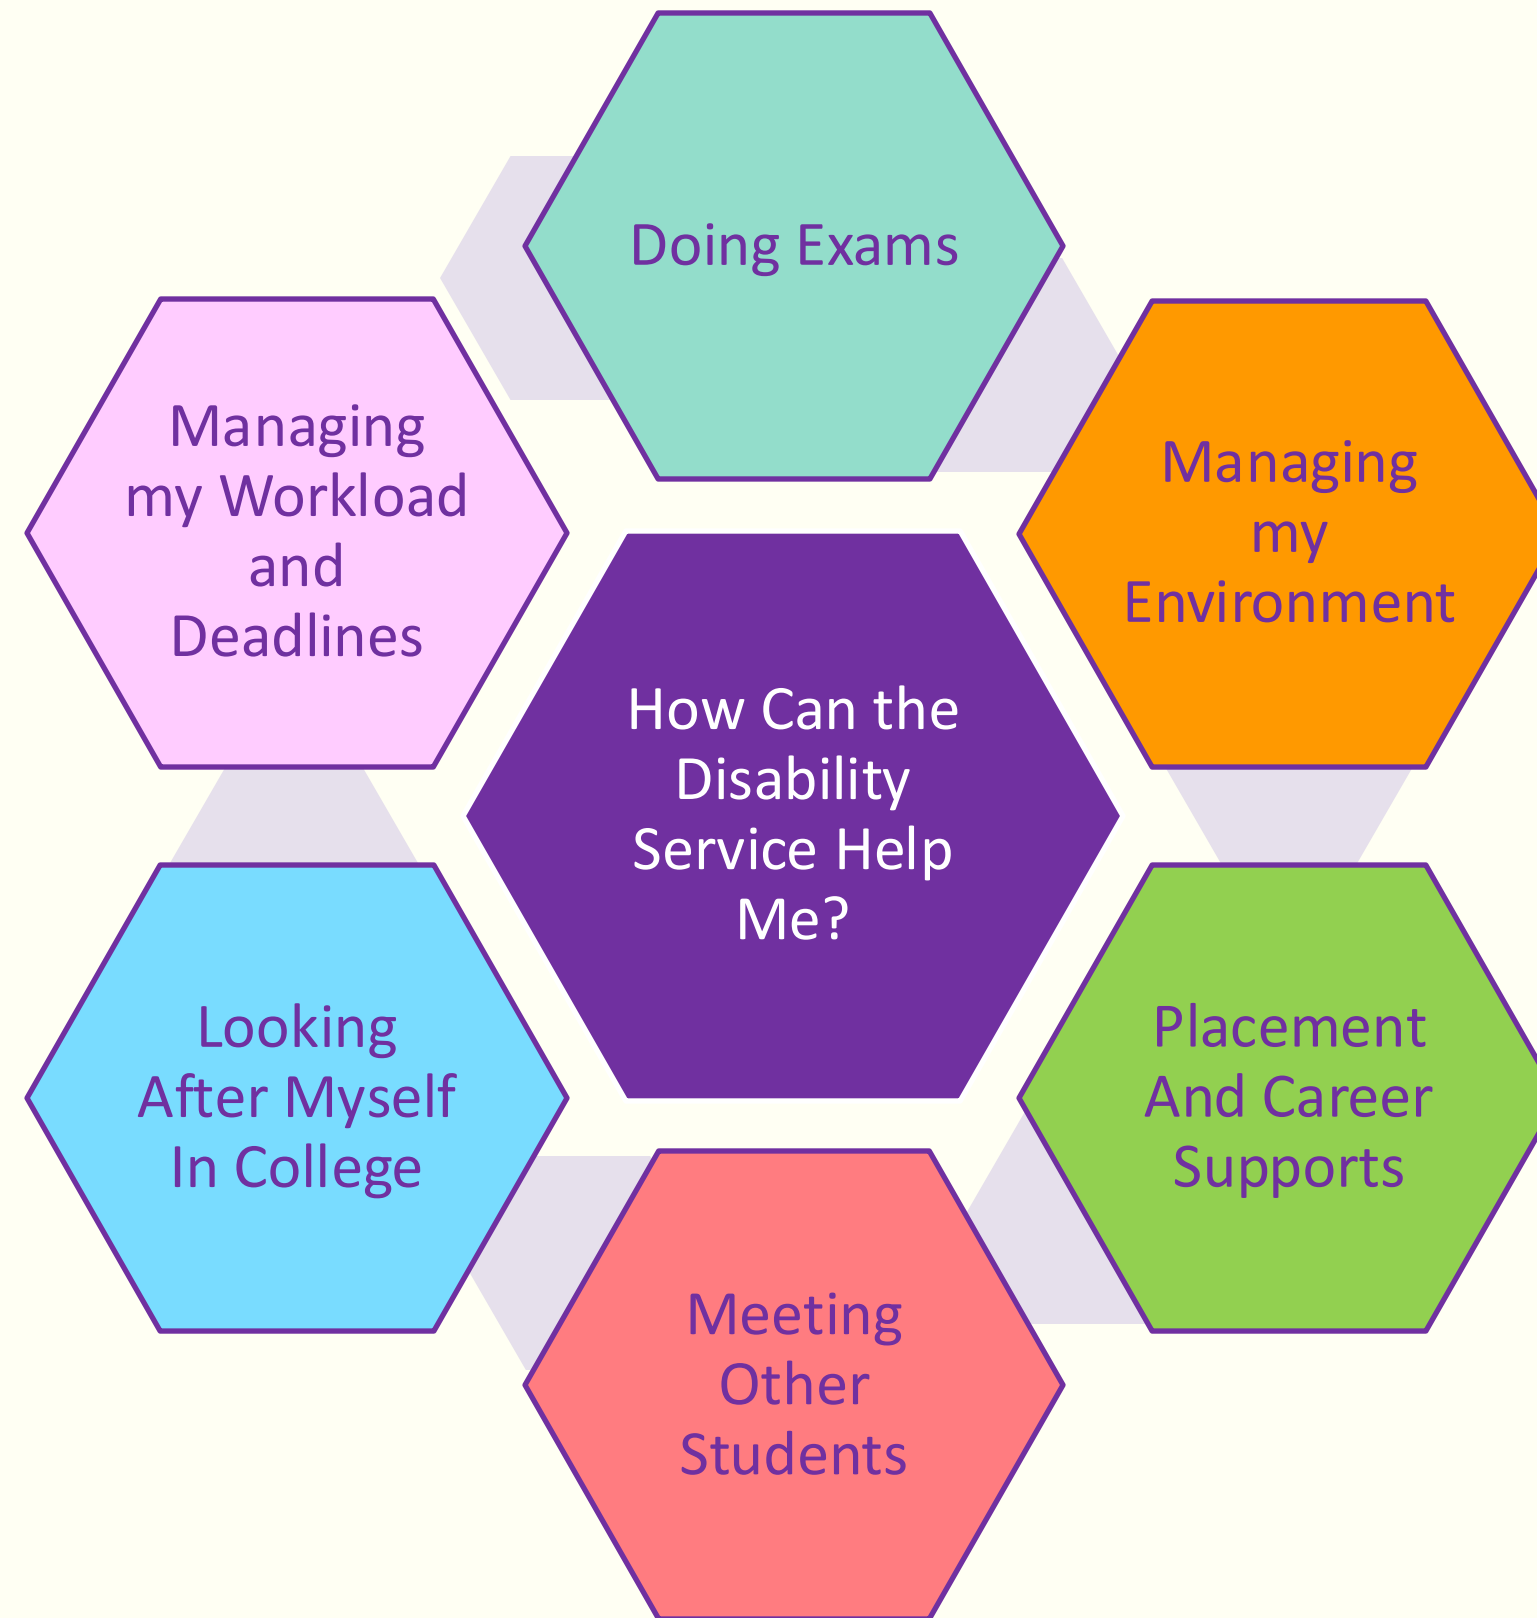 Doing Exams
Managing
my Workload
and
Deadlines
Managing
my
Environment
How Can the
Disability
Service Help
Me?
Looking
After Myself
In College
Placement
And Career
Supports
Meeting
Other
Students